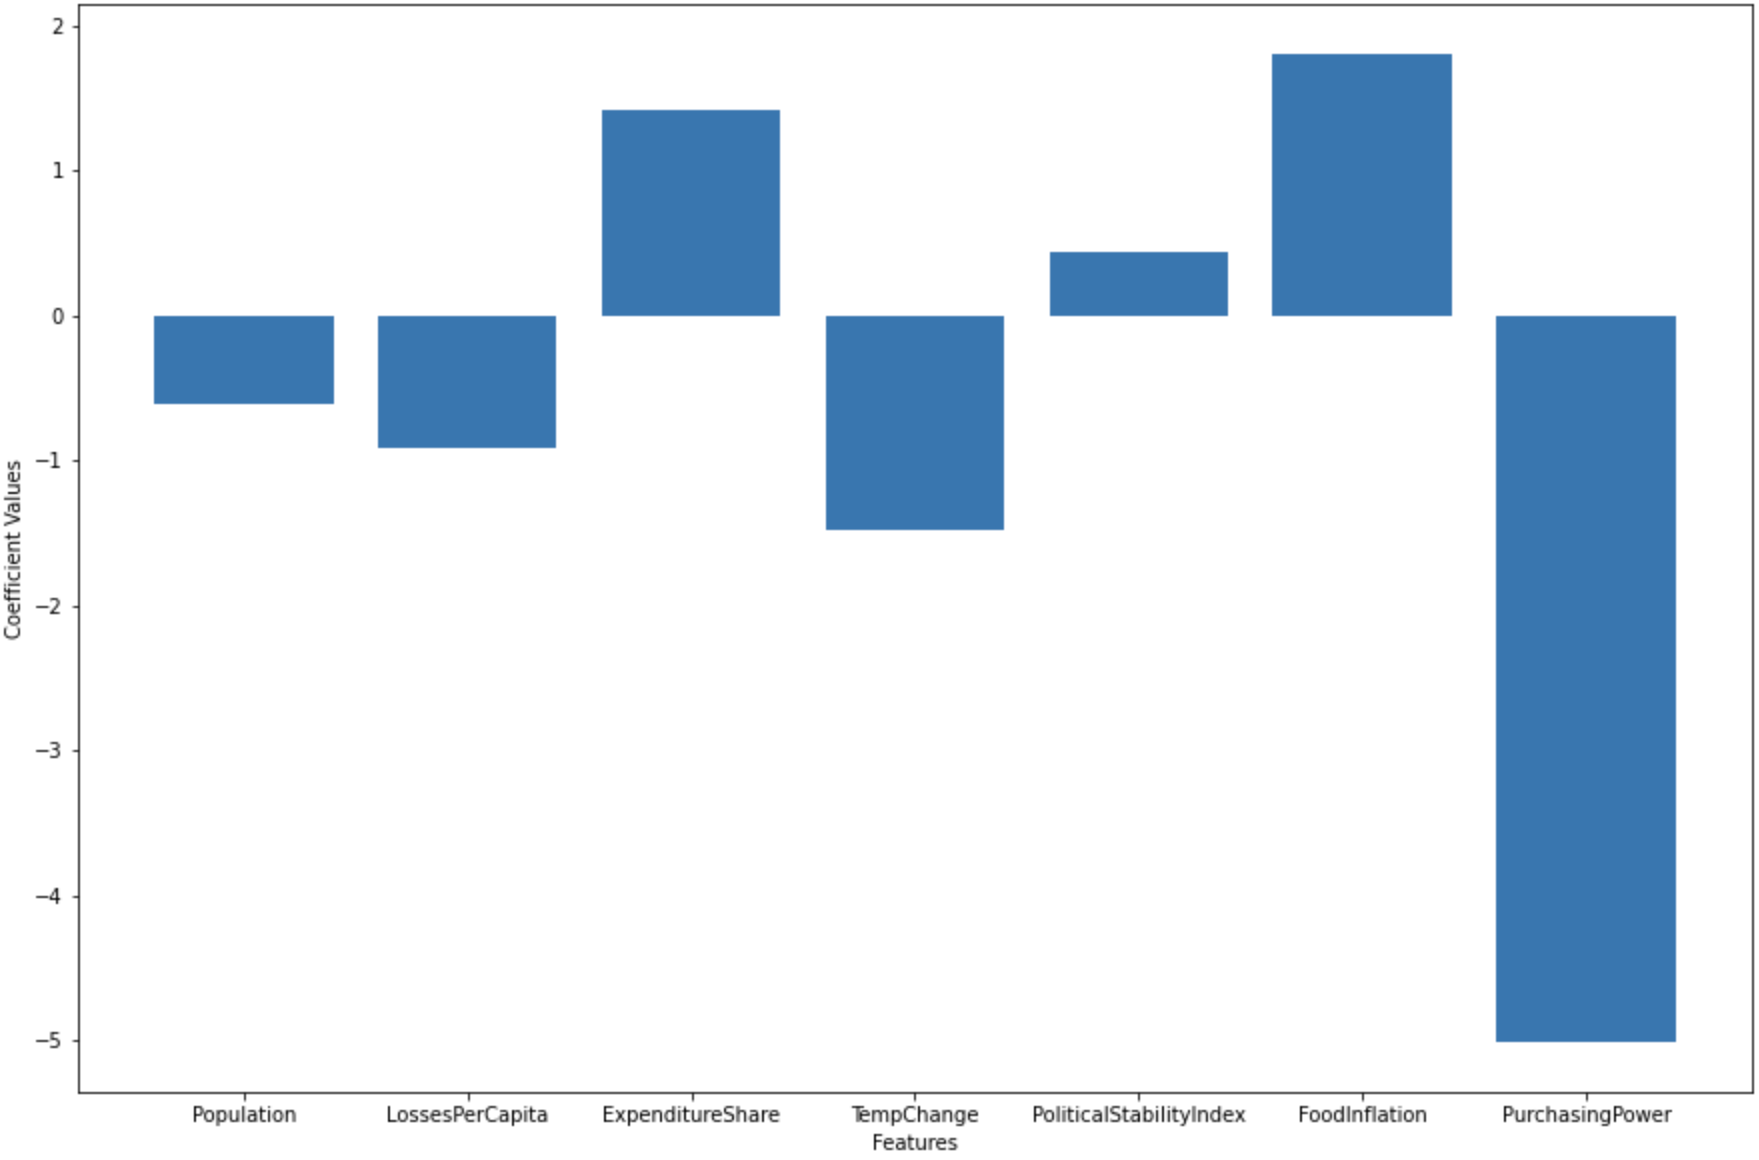 2
1
0
−1
−2
−3
−4
−5
Coefficient Values
Population LossesPerCapita ExpenditureShare TempChange PoliticalStabilityIndex FoodInflation PurchasingPower
Features